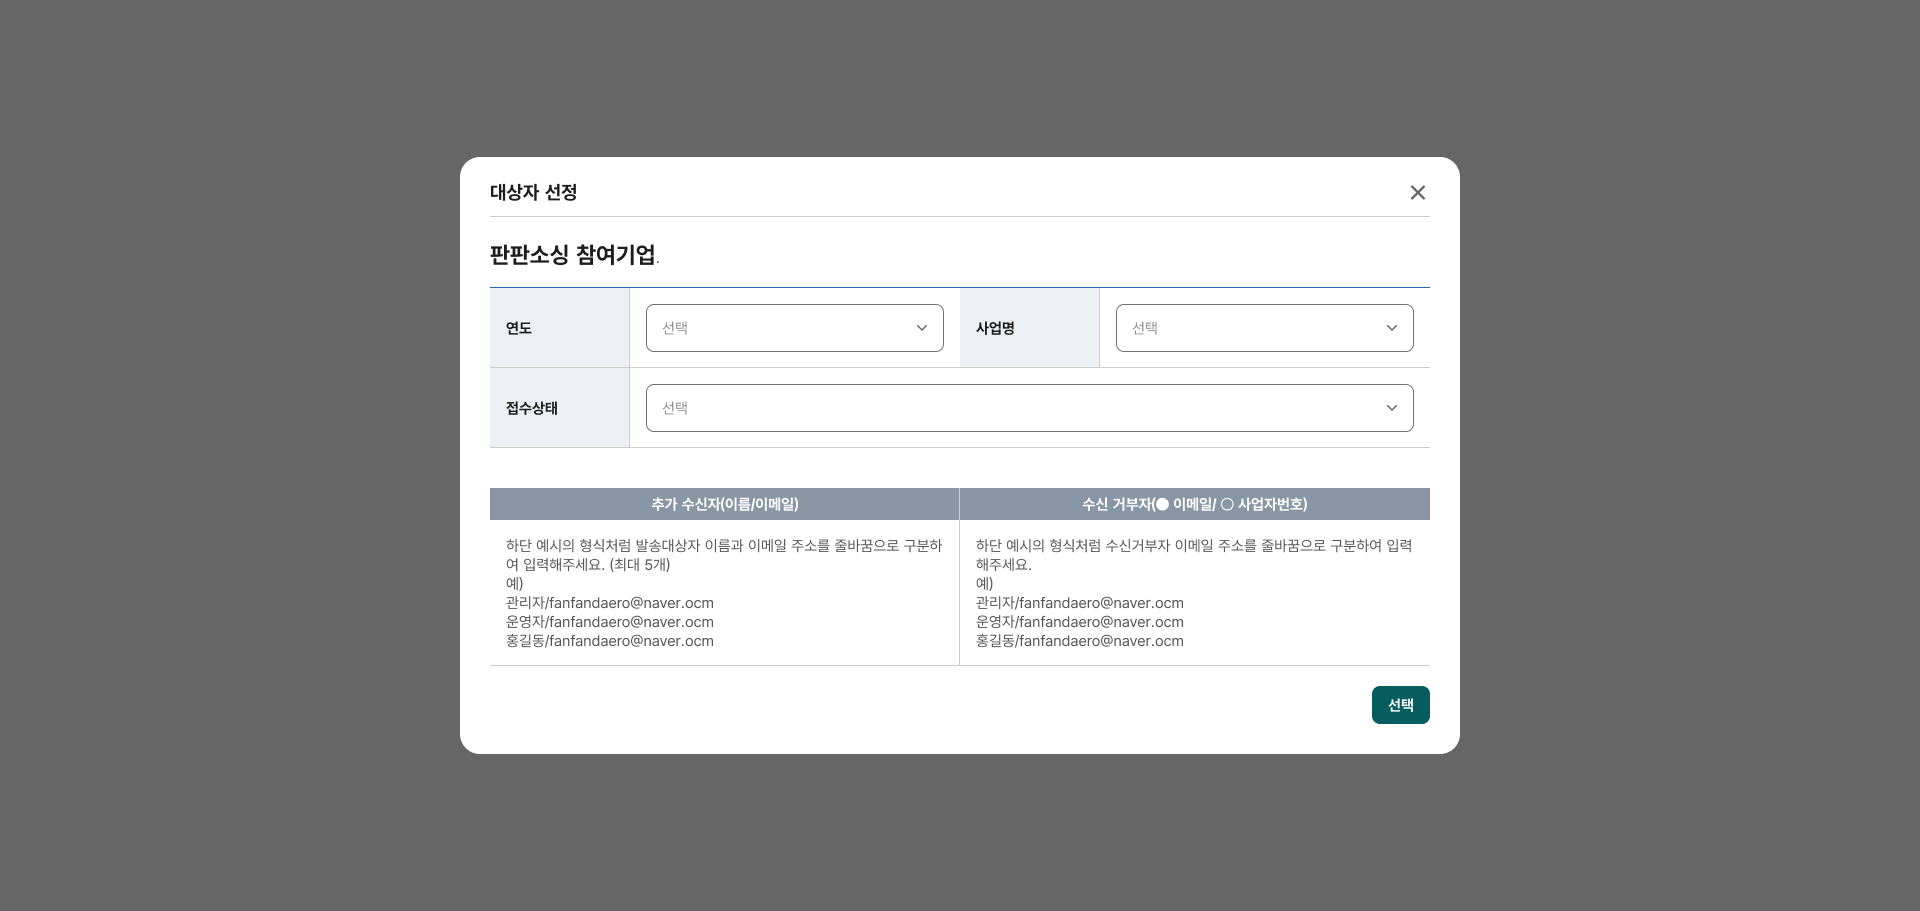 대상자 선정
판판소싱 참여기업.
연도 선택 사업명 선택
접수상태 선택
추가 수신자(이름/이메일)
하단 예시의 형식처럼 발송대상자 이름과 이메일 주소를 줄바꿈으로 구분하
여 입력해주세요. (최대 5개)
예)
관리자/fanfandaero@naver.ocm
운영자/fanfandaero@naver.ocm
홍길동/fanfandaero@naver.ocm
수신 거부자(● 이메일/ ○ 사업자번호)
하단 예시의 형식처럼 수신거부자 이메일 주소를 줄바꿈으로 구분하여 입력
해주세요.
예)
관리자/fanfandaero@naver.ocm
운영자/fanfandaero@naver.ocm
홍길동/fanfandaero@naver.ocm
선택